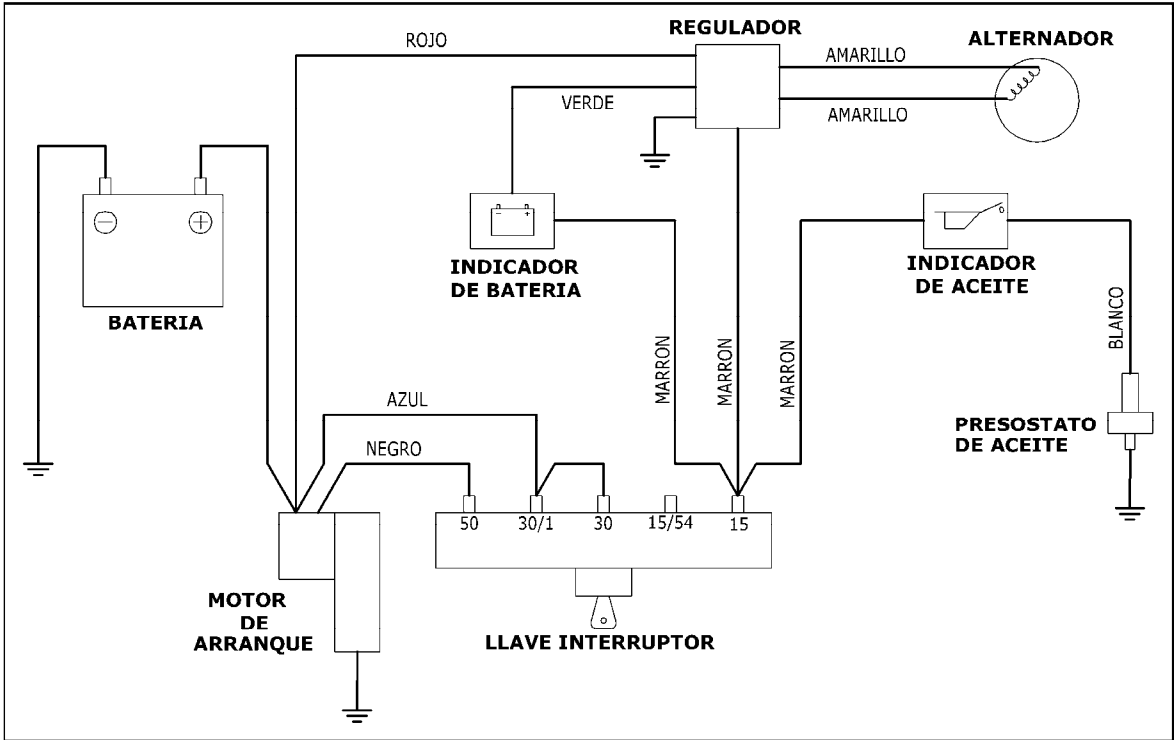 REGULADOR
ROJO
ALTERNADOR
AMARILLO
VERDE
AMARILLO
INDICADOR
DE BATERIA
INDICADOR
DE ACEITE
BATERIA
MARRON
MARRON
MARRON
BLANCO
AZUL
PRESOSTATO
DE ACEITE
NEGRO
50
30/1
30
15/54
15
MOTOR
DE
ARRANQUE
LLAVE INTERRUPTOR